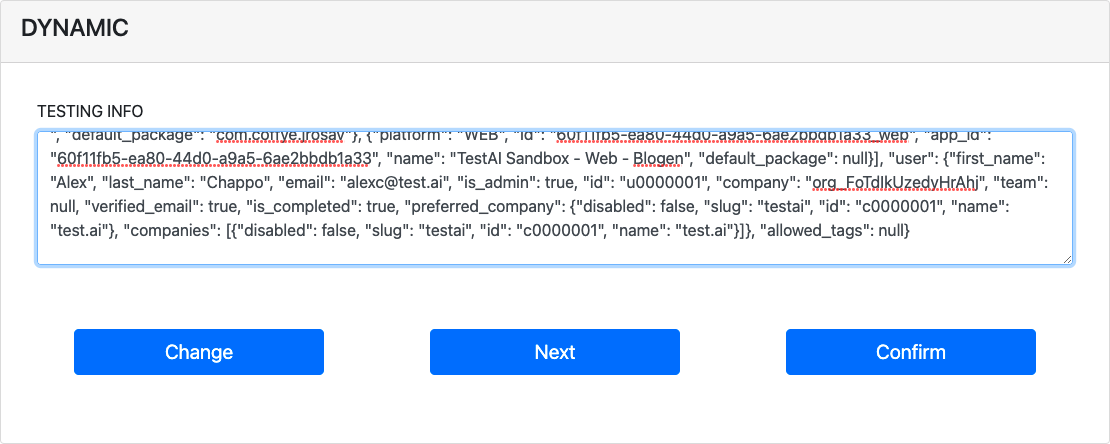 DYNAMIC
TESTING INFO
", "default_package": "com.coffye.jrosav"}, {"platform": "WEB", "id": "60f11fb5-ea80-44d0-a9a5-6ae2bbdb1a33_web", "app_id":
"60f11fb5-ea80-44d0-a9a5-6ae2bbdb1a33", "name": "TestAI Sandbox - Web - Blogen", "default_package": null}], "user": {"first_name":
"Alex", "last_name": "Chappo", "email": "alexc@test.ai", "is_admin": true, "id": "u0000001", "company": "org_FoTdIkUzedyHrAhj", "team":
null, "verified_email": true, "is_completed": true, "preferred_company": {"disabled": false, "slug": "testai", "id": "c0000001", "name":
"test.ai"}, "companies": [{"disabled": false, "slug": "testai", "id": "c0000001", "name": "test.ai"}]}, "allowed_tags": null}
Change Next Confirm